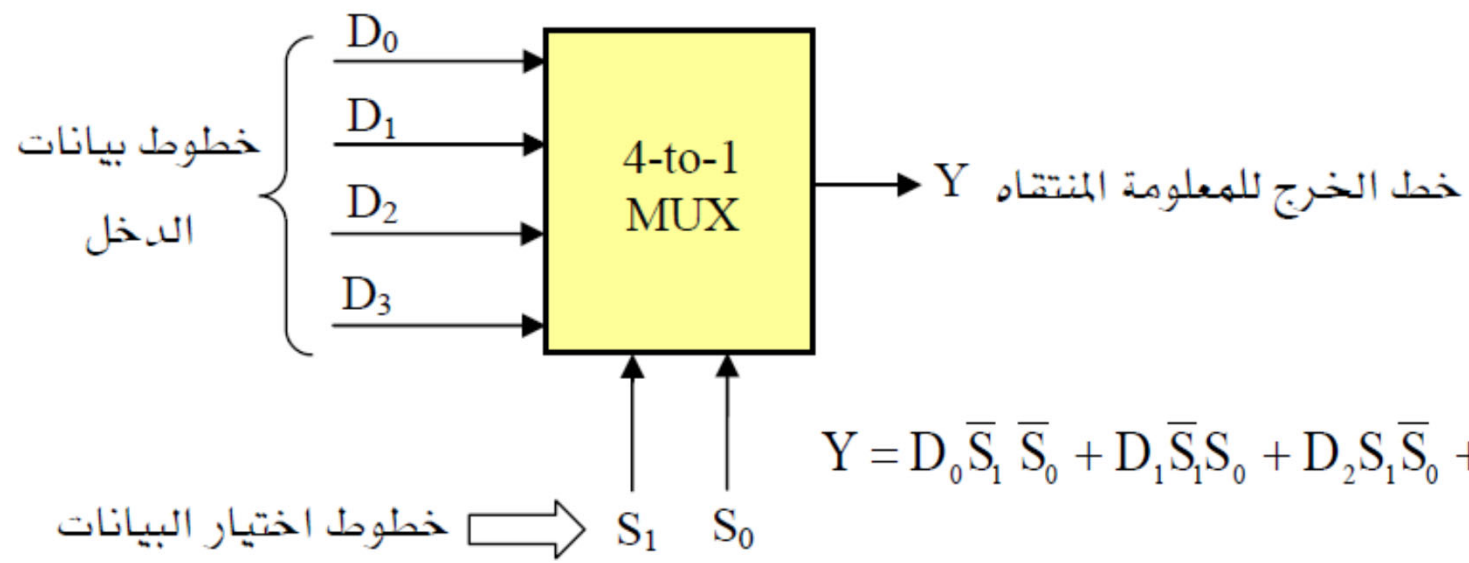 D₀
D₁
D₂
D₃
خطوط بيانات
الدخل
4-to-1
MUX
Y خط الخرج للمعلومة المنتقاه
Y = D₀S̅₁ S̅₀ + D₁S̅₁S₀ + D₂S₁S̅₀ +
خطوط اختيار البيانات
S₁ S₀